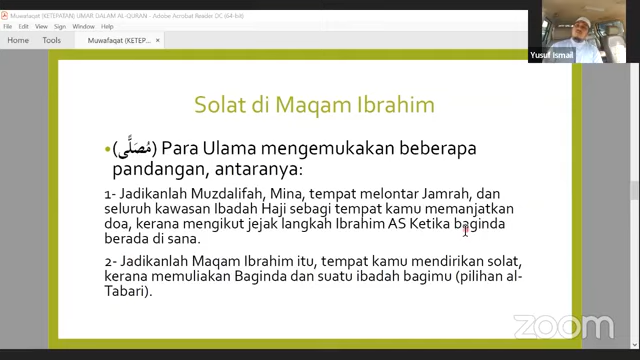 Muwafaqat (KETEPATAN) UMAR DALAM AL-QURAN - Adobe Acrobat Reader DC (64-bit)
File Edit View Sign Window Help
Home Tools Muwafaqat (KETEP... ×
Yusuf Ismail
Solat di Maqam Ibrahim
•(مُصَلًّى) Para Ulama mengemukakan beberapa
pandangan, antaranya:
1- Jadikanlah Muzdalifah, Mina, tempat melontar Jamrah, dan
seluruh kawasan Ibadah Haji sebagi tempat kamu memanjatkan
doa, kerana mengikut jejak langkah Ibrahim AS Ketika baginda
berada di sana.
2- Jadikanlah Maqam Ibrahim itu, tempat kamu mendirikan solat,
kerana memuliakan Baginda dan suatu ibadah bagimu (pilihan al-
Tabari).
zoom